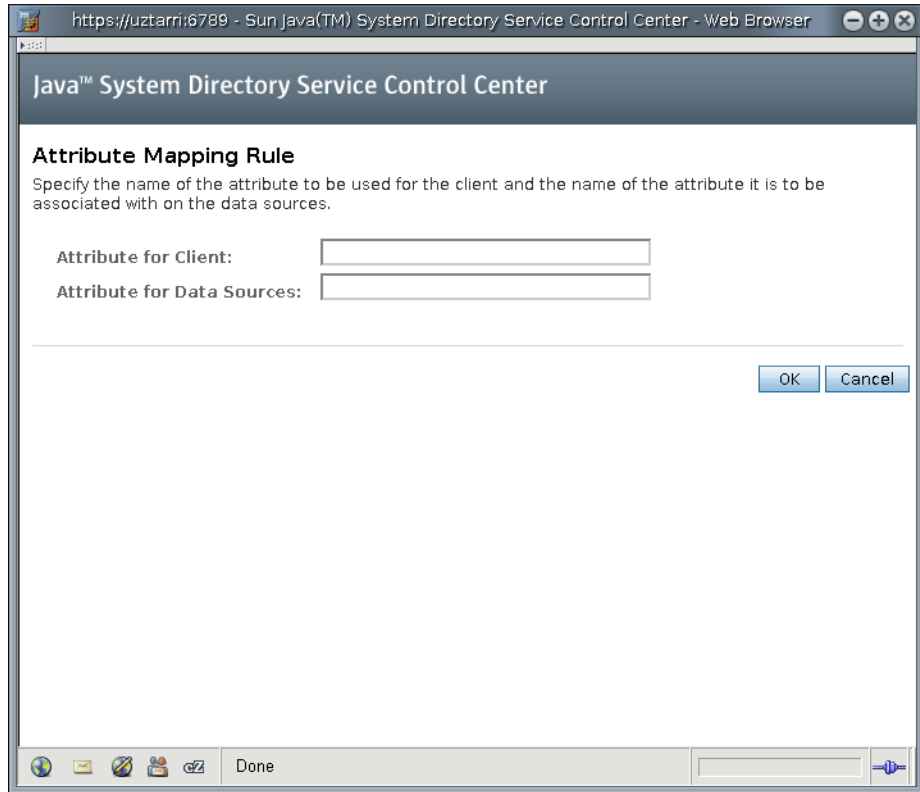 https://uztarri:6789 - Sun Java(TM) System Directory Service Control Center - Web Browser
Java™ System Directory Service Control Center
Attribute Mapping Rule
Specify the name of the attribute to be used for the client and the name of the attribute it is to be
associated with on the data sources.
Attribute for Client:
Attribute for Data Sources:
OK Cancel
Done